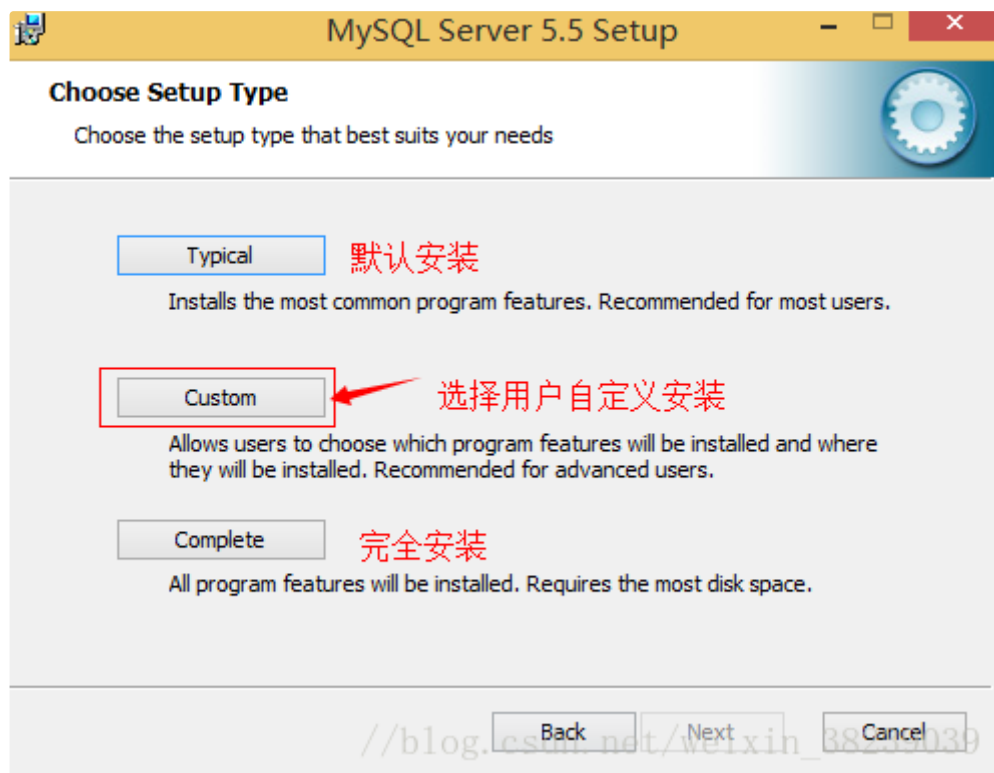 MySQL Server 5.5 Setup
Choose Setup Type
Choose the setup type that best suits your needs
Typical 默认安装
Installs the most common program features. Recommended for most users.
Custom 选择用户自定义安装
Allows users to choose which program features will be installed and where
they will be installed. Recommended for advanced users.
Complete 完全安装
All program features will be installed. Requires the most disk space.
Back Next Cancel
//blog.csdn.net/weixin_38239039